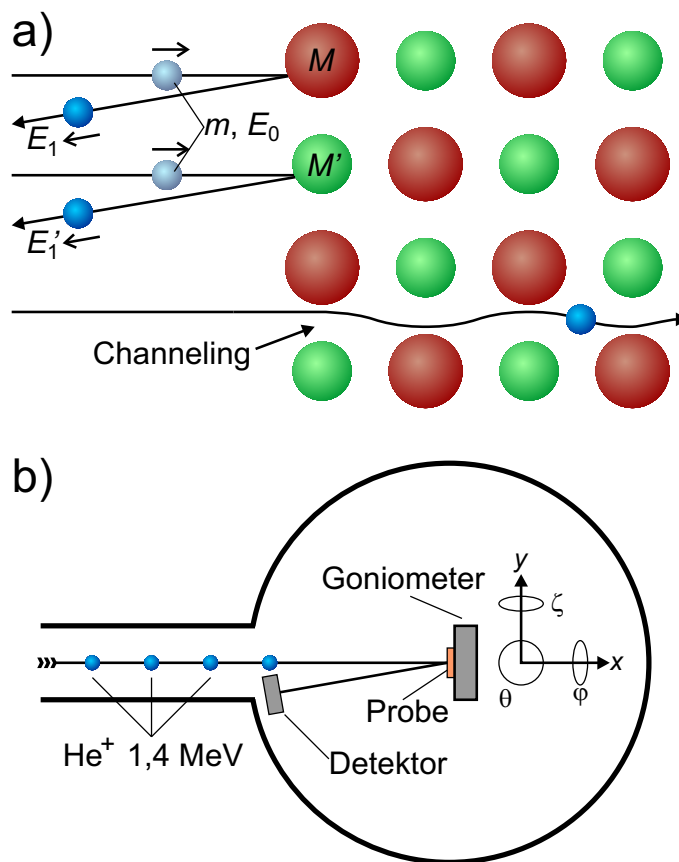 a)
M
E1
m, E0
M'
E1'
Channeling
b)
Goniometer
y
ζ
x
θ
φ
Probe
He+ 1,4 MeV
Detektor